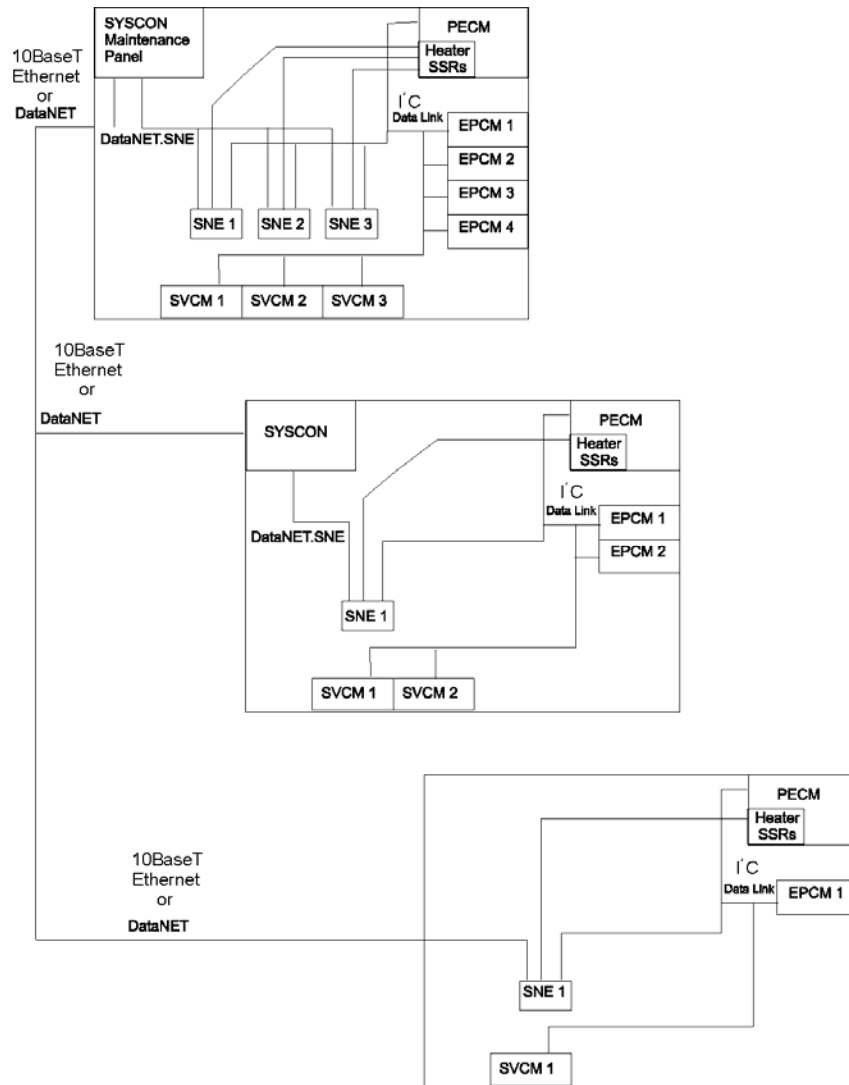 SYSCON
Maintenance
Panel
PECM
Heater
SSRs
10BaseT
Ethernet
or
DataNET
I²C
Data Link
DataNET.SNE
EPCM 1
EPCM 2
EPCM 3
EPCM 4
SNE 1
SNE 2
SNE 3
SVCM 1
SVCM 2
SVCM 3
10BaseT
Ethernet
or
DataNET
SYSCON
PECM
Heater
SSRs
I²C
Data Link
EPCM 1
EPCM 2
DataNET.SNE
SNE 1
SVCM 1
SVCM 2
PECM
Heater
SSRs
10BaseT
Ethernet
or
DataNET
I²C
Data Link
EPCM 1
SNE 1
SVCM 1